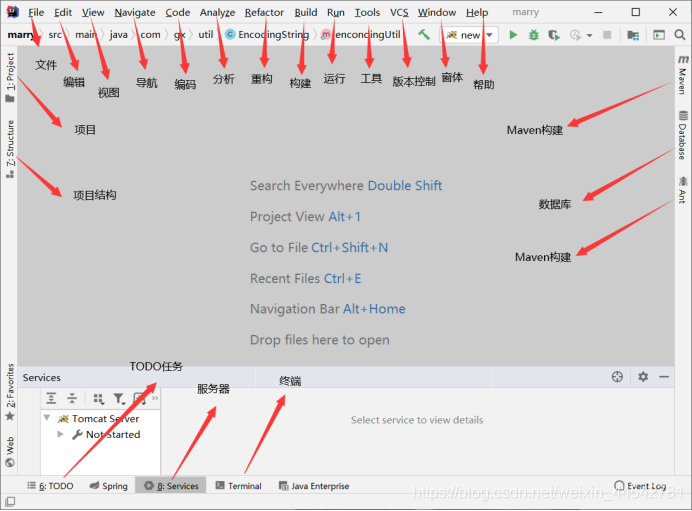 File Edit View Navigate Code Analyze Refactor Build Run Tools VCS Window Help marry
marry src main java com gx util EncodingString enconcingUtil new
文件 编辑 视图 导航 编码 分析 重构 构建 运行 工具 版本控制 窗体 帮助
1: Project
Maven
项目
Maven构建
Z: Structure
Database
项目结构
Ant
数据库
Maven构建
Search Everywhere Double Shift
Project View Alt+1
Go to File Ctrl+Shift+N
Recent Files Ctrl+E
Navigation Bar Alt+Home
Drop files here to open
TODO任务
服务器
终端
Services
2: Favorites
Tomcat Server
Not Started
Select service to view details
Web
6: TODO Spring 8: Services Terminal Java Enterprise Event Log